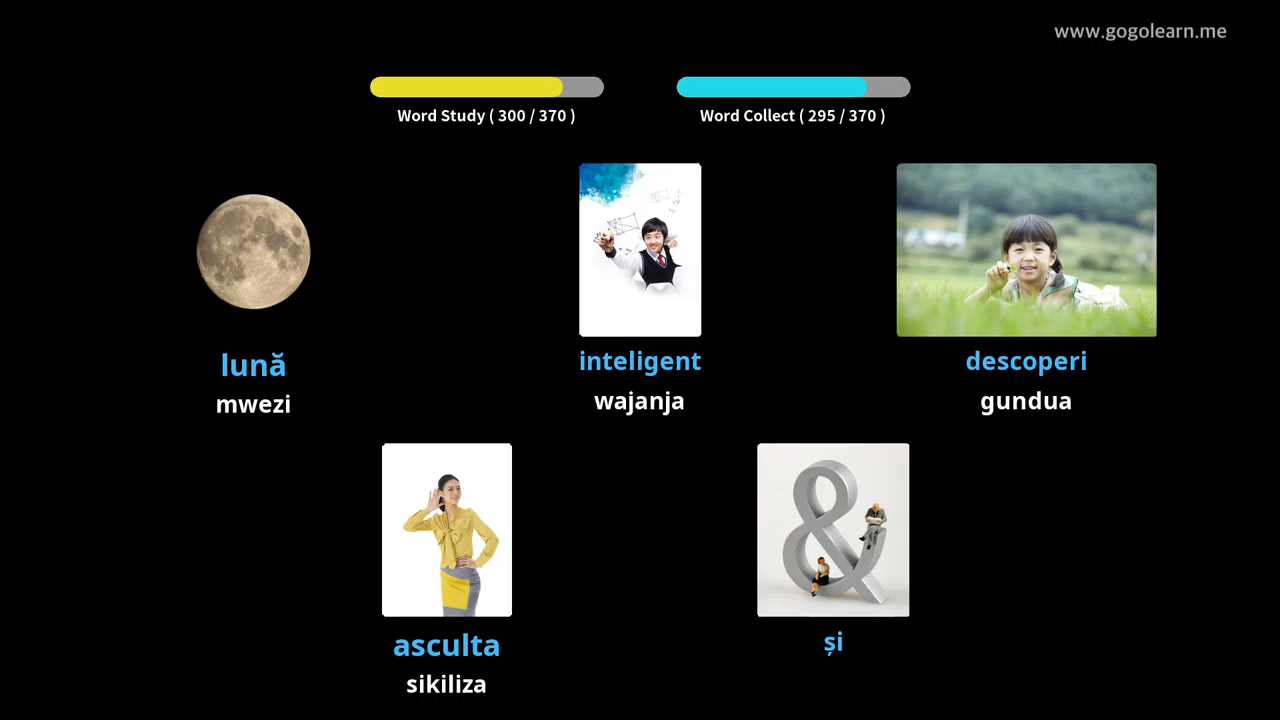 www.gogolearn.me
Word Study ( 300 / 370 )
Word Collect ( 295 / 370 )
lună
mwezi
inteligent
wajanja
descoperi
gundua
asculta
sikiliza
și